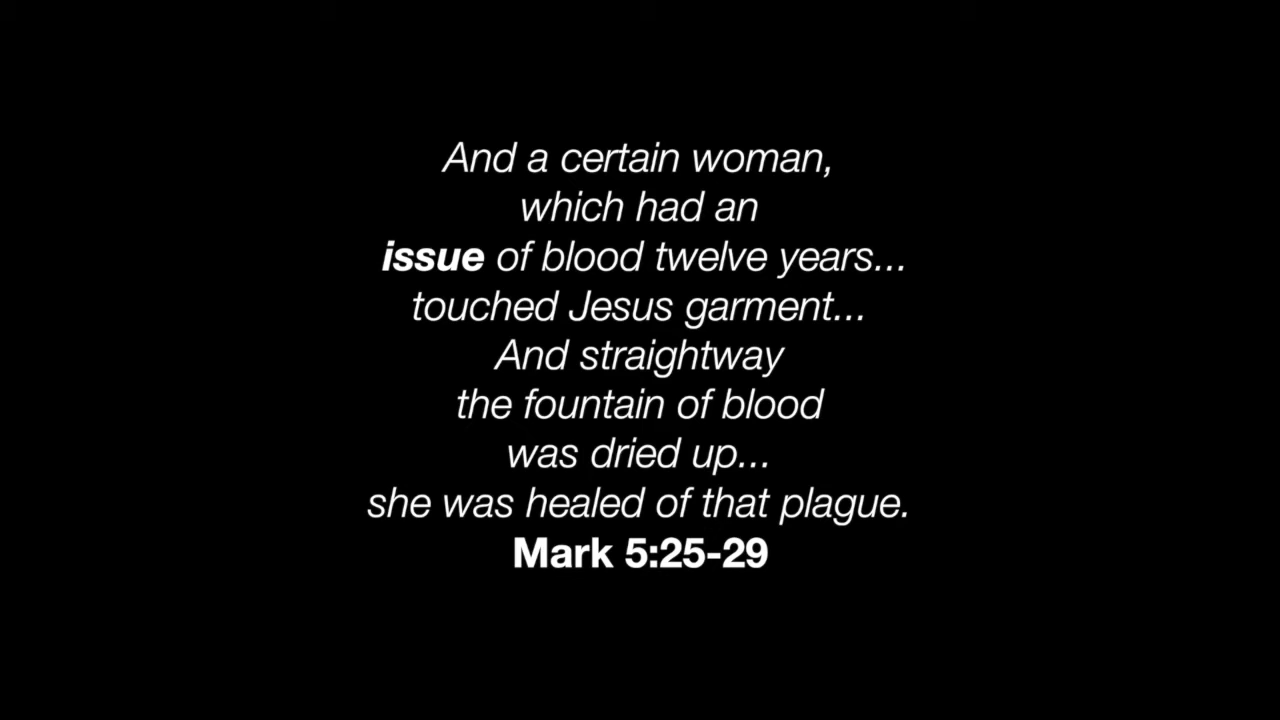 And a certain woman,
which had an
issue of blood twelve years...
touched Jesus garment...
And straightway
the fountain of blood
was dried up...
she was healed of that plague.
Mark 5:25-29